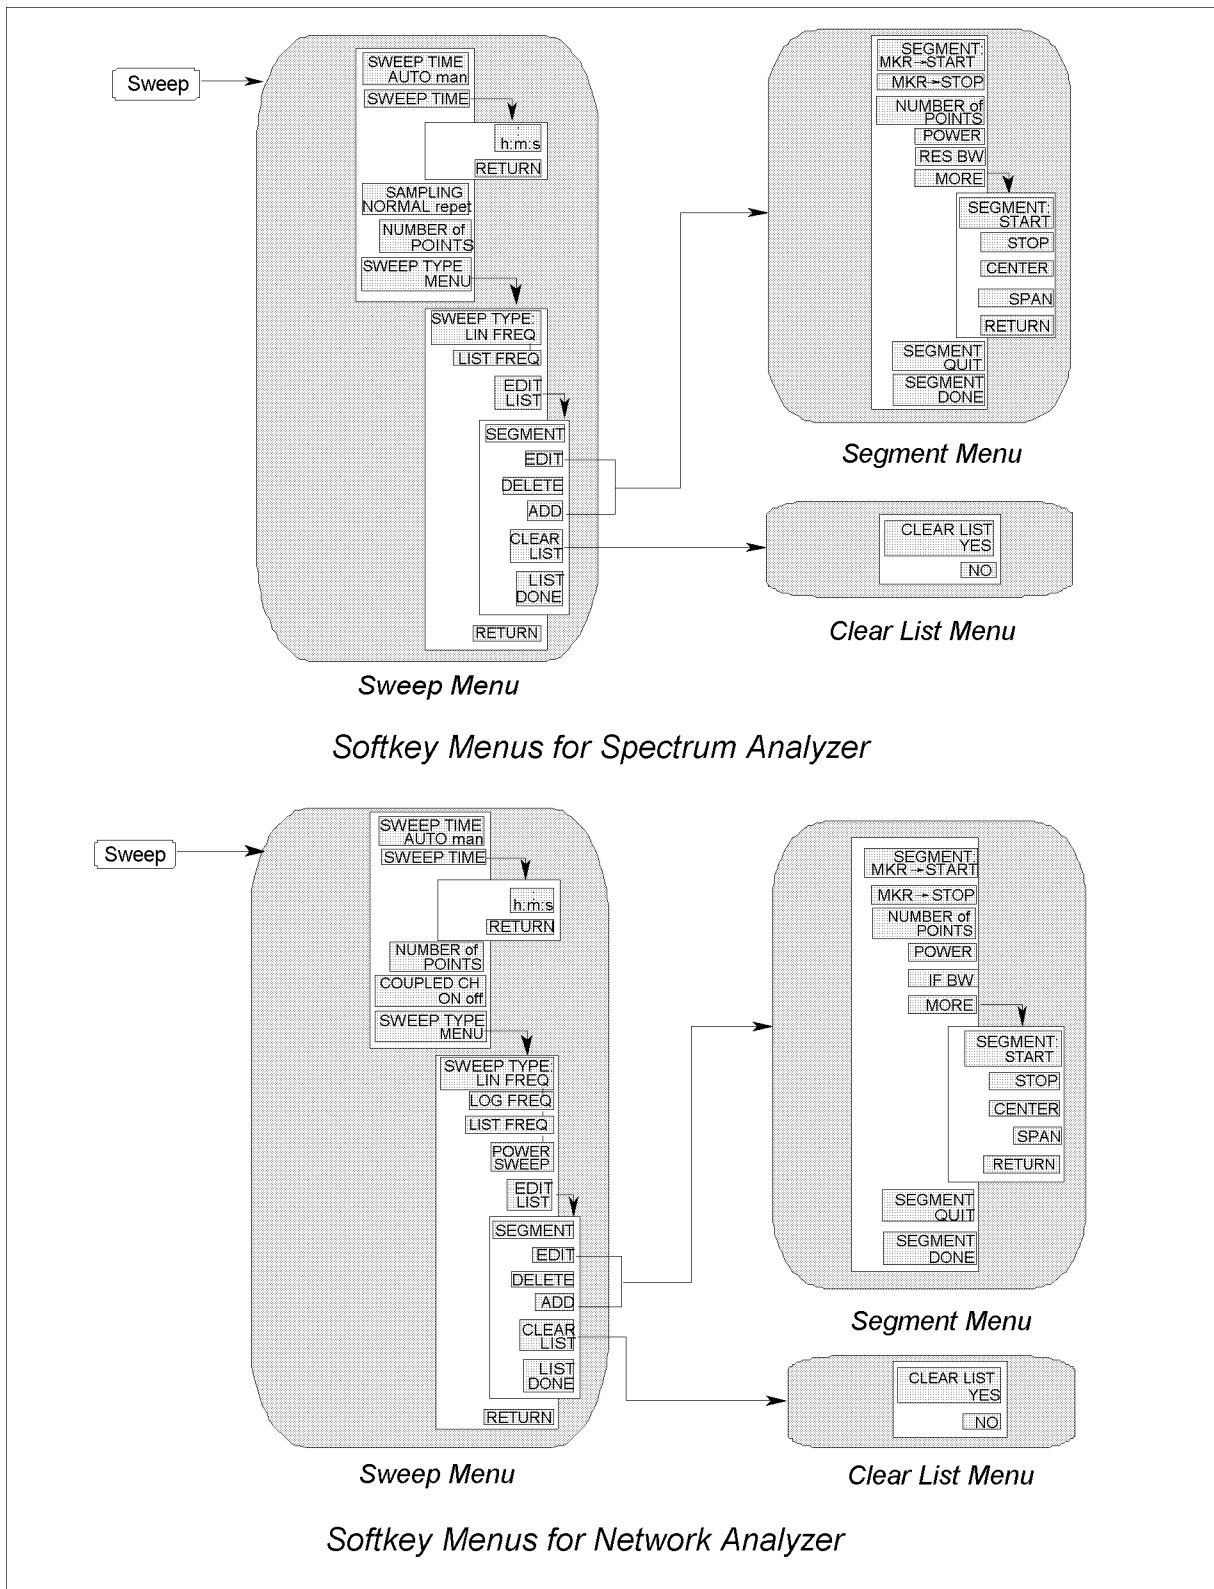 Sweep
SWEEP TIME
AUTO man
SWEEP TIME
:
h:m:s
RETURN
SAMPLING
NORMAL repet
NUMBER of
POINTS
SWEEP TYPE
MENU
SWEEP TYPE:
LIN FREQ
LIST FREQ
EDIT
LIST
SEGMENT
EDIT
DELETE
ADD
CLEAR
LIST
LIST
DONE
RETURN
Sweep Menu
SEGMENT:
MKR→START
MKR→STOP
NUMBER of
POINTS
POWER
RES BW
MORE
SEGMENT:
START
STOP
CENTER
SPAN
RETURN
SEGMENT
QUIT
SEGMENT
DONE
Segment Menu
CLEAR LIST
YES
NO
Clear List Menu
Softkey Menus for Spectrum Analyzer
Sweep
SWEEP TIME
AUTO man
SWEEP TIME
:
h:m:s
RETURN
NUMBER of
POINTS
COUPLED CH
ON off
SWEEP TYPE
MENU
SWEEP TYPE:
LIN FREQ
LOG FREQ
LIST FREQ
POWER
SWEEP
EDIT
LIST
SEGMENT
EDIT
DELETE
ADD
CLEAR
LIST
LIST
DONE
RETURN
Sweep Menu
SEGMENT:
MKR→START
MKR→STOP
NUMBER of
POINTS
POWER
IF BW
MORE
SEGMENT:
START
STOP
CENTER
SPAN
RETURN
SEGMENT
QUIT
SEGMENT
DONE
Segment Menu
CLEAR LIST
YES
NO
Clear List Menu
Softkey Menus for Network Analyzer